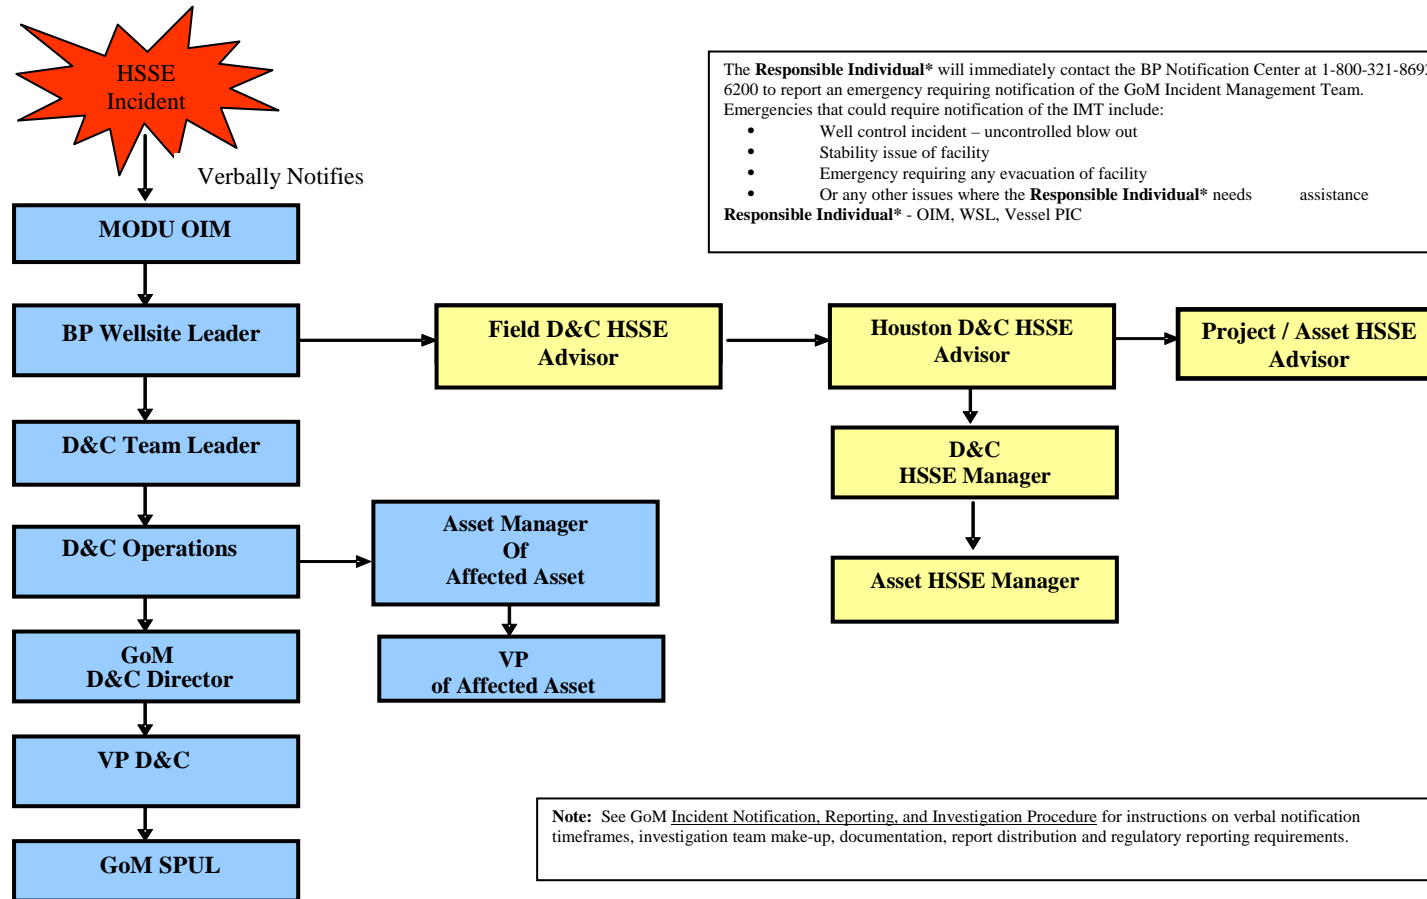 HSSE
Incident
Verbally Notifies
The Responsible Individual* will immediately contact the BP Notification Center at 1-800-321-8692
6200 to report an emergency requiring notification of the GoM Incident Management Team.
Emergencies that could require notification of the IMT include:
• Well control incident – uncontrolled blow out
• Stability issue of facility
• Emergency requiring any evacuation of facility
• Or any other issues where the Responsible Individual* needs assistance
Responsible Individual* - OIM, WSL, Vessel PIC
MODU OIM
BP Wellsite Leader
Field D&C HSSE
Advisor
Houston D&C HSSE
Advisor
Project / Asset HSSE
Advisor
D&C Team Leader
D&C
HSSE Manager
D&C Operations
Asset Manager
Of
Affected Asset
Asset HSSE Manager
GoM
D&C Director
VP
of Affected Asset
VP D&C
GoM SPUL
Note: See GoM Incident Notification, Reporting, and Investigation Procedure for instructions on verbal notification
timeframes, investigation team make-up, documentation, report distribution and regulatory reporting requirements.